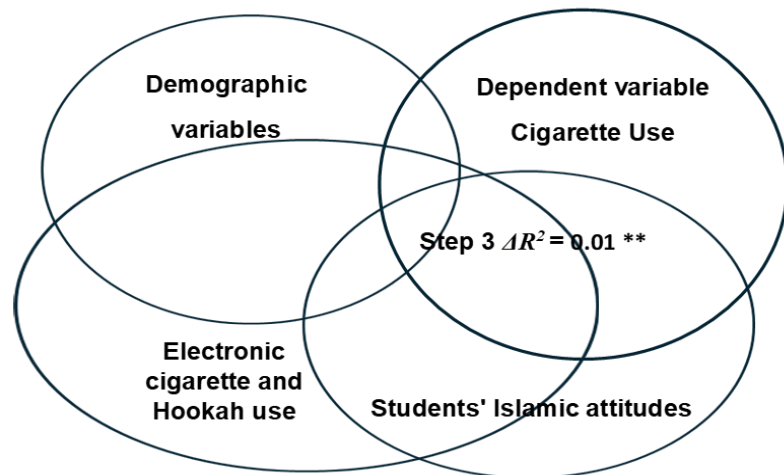 Demographic
variables
Dependent variable
Cigarette Use
Step 3 ΔR² = 0.01 **
Electronic
cigarette and
Hookah use
Students' Islamic attitudes